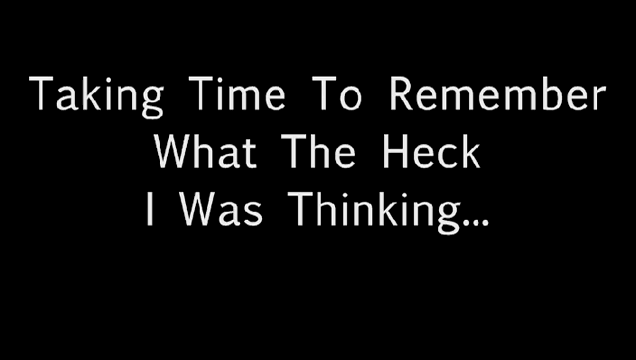 Taking Time To Remember
What The Heck
I Was Thinking...